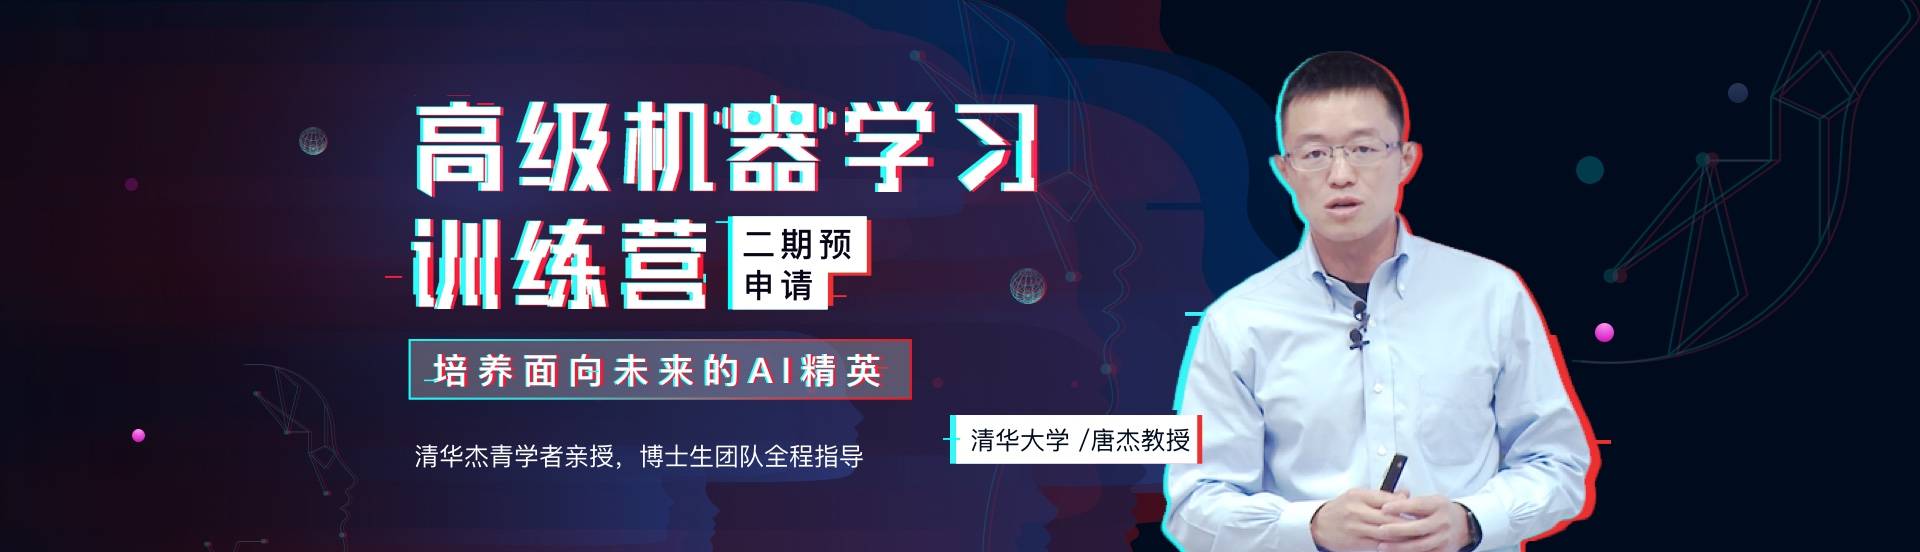 高级机器学习
训练营
二期预
申请
培养面向未来的AI精英
清华杰青学者亲授，博士生团队全程指导
清华大学 /唐杰教授